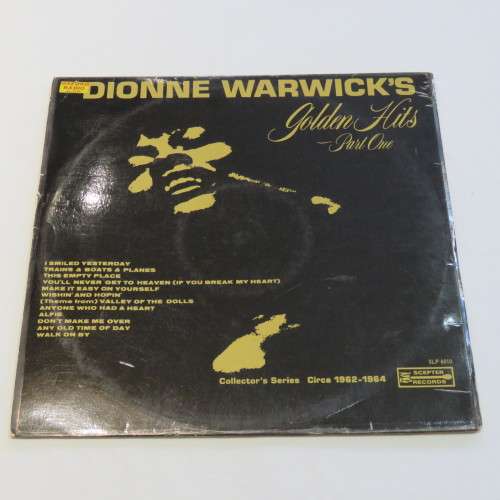 DIONNE WARWICK'S
Golden Hits
Part One
I SMILED YESTERDAY
TRAINS & BOATS & PLANES
THIS EMPTY PLACE
YOU'LL NEVER GET TO HEAVEN (IF YOU BREAK MY HEART)
MAKE IT EASY ON YOURSELF
WISHIN' AND HOPIN'
(Theme from) VALLEY OF THE DOLLS
ANYONE WHO HAD A HEART
ALFIE
DON'T MAKE ME OVER
ANY OLD TIME OF DAY
WALK ON BY
Collector's Series Circa 1962-1964
SCEPTER
RECORDS